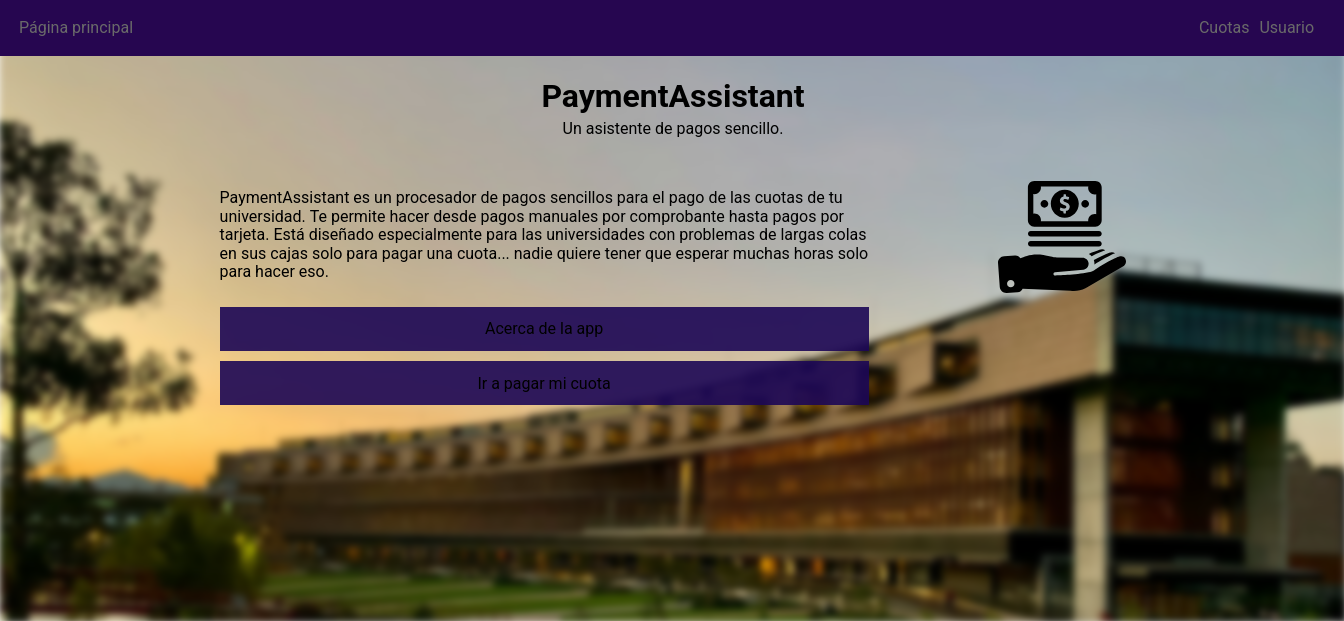 Página principal
Cuotas Usuario
PaymentAssistant
Un asistente de pagos sencillo.
PaymentAssistant es un procesador de pagos sencillos para el pago de las cuotas de tu
universidad. Te permite hacer desde pagos manuales por comprobante hasta pagos por
tarjeta. Está diseñado especialmente para las universidades con problemas de largas colas
en sus cajas solo para pagar una cuota... nadie quiere tener que esperar muchas horas solo
para hacer eso.
$
Acerca de la app
Ir a pagar mi cuota